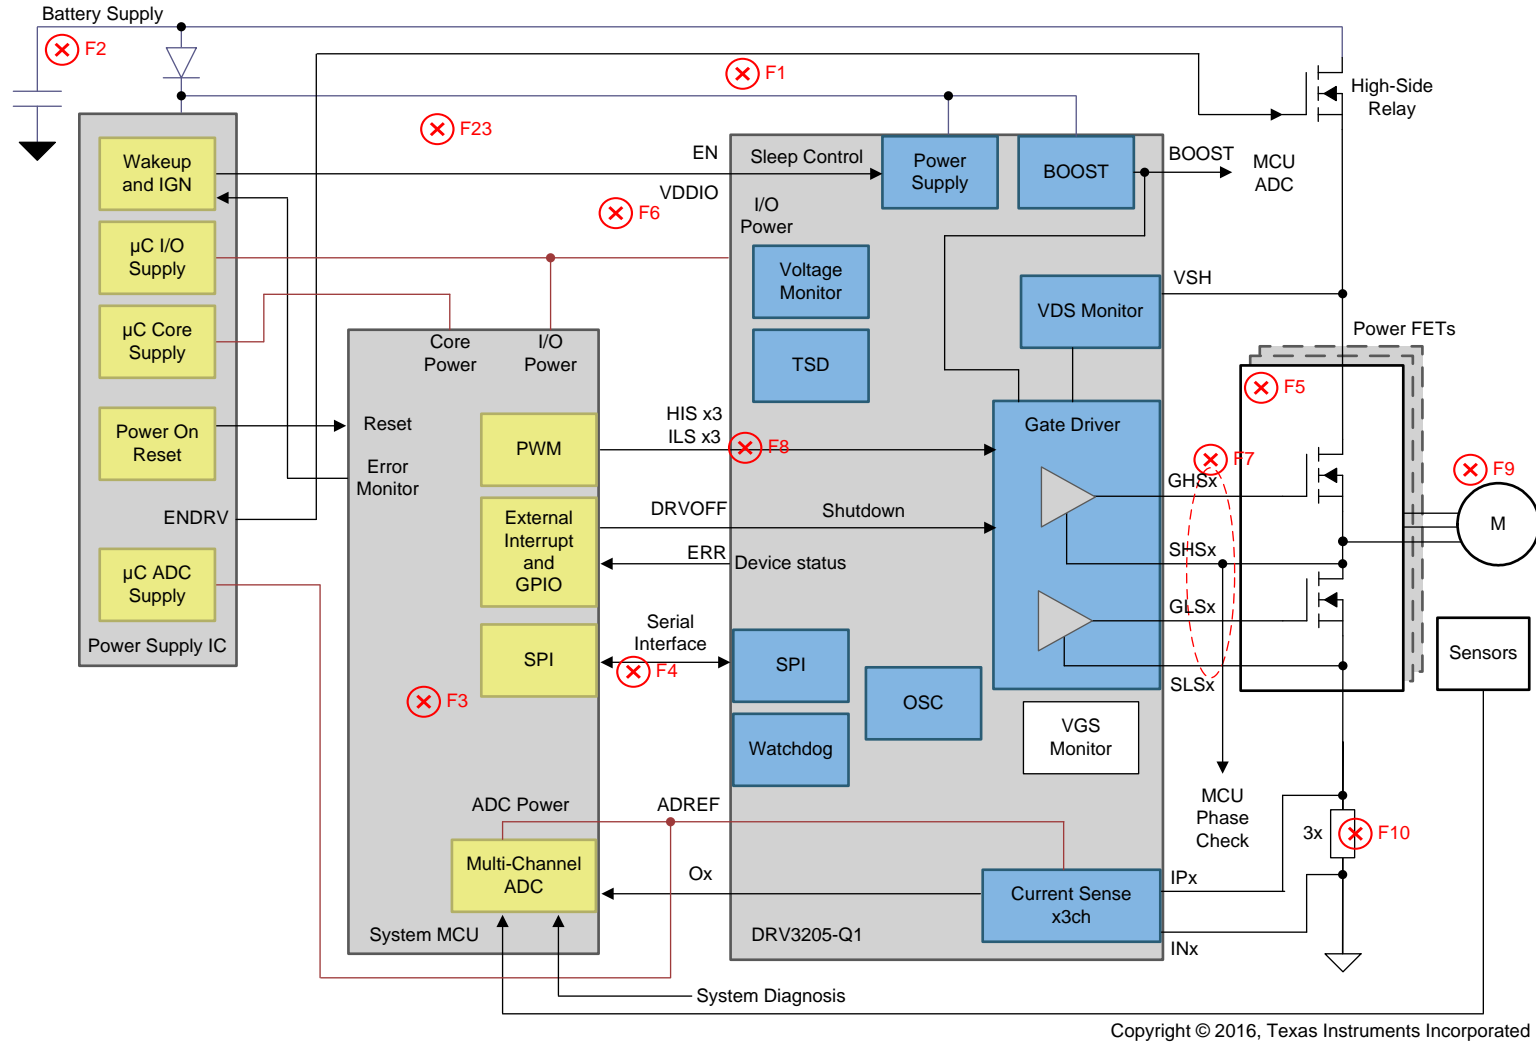 Battery Supply
F2
F1
F23
High-Side
Relay
Wakeup
and IGN
EN
VDDIO
Sleep Control
Power
Supply
BOOST
BOOST
MCU
ADC
F6
I/O
Power
µC I/O
Supply
Voltage
Monitor
VDS Monitor
VSH
µC Core
Supply
Core
Power
I/O
Power
TSD
Power FETs
F5
Power On
Reset
Reset
Error
Monitor
PWM
HIS x3
ILS x3
F8
Gate Driver
F7
GHSx
F9
M
ENDRV
External
Interrupt
and
GPIO
DRVOFF
Shutdown
ERR
Device status
SHSx
µC ADC
Supply
Power Supply IC
GLSx
SLSx
Serial
Interface
SPI
F4
SPI
F3
OSC
Sensors
Watchdog
VGS
Monitor
MCU
Phase
Check
ADC Power
ADREF
3x
F10
Multi-Channel
ADC
Ox
Current Sense
x3ch
IPx
INx
System MCU
DRV3205-Q1
System Diagnosis
Copyright © 2016, Texas Instruments Incorporated